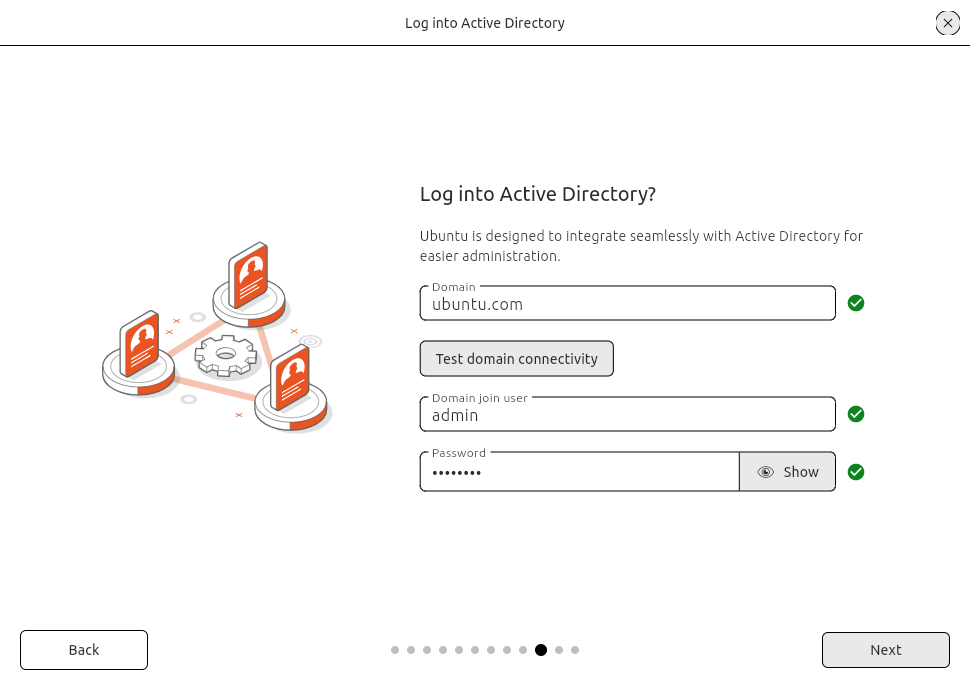 Log into Active Directory
Log into Active Directory?
Ubuntu is designed to integrate seamlessly with Active Directory for
easier administration.
Domain
ubuntu.com
Test domain connectivity
Domain join user
admin
Password
••••••••
Show
Back
Next